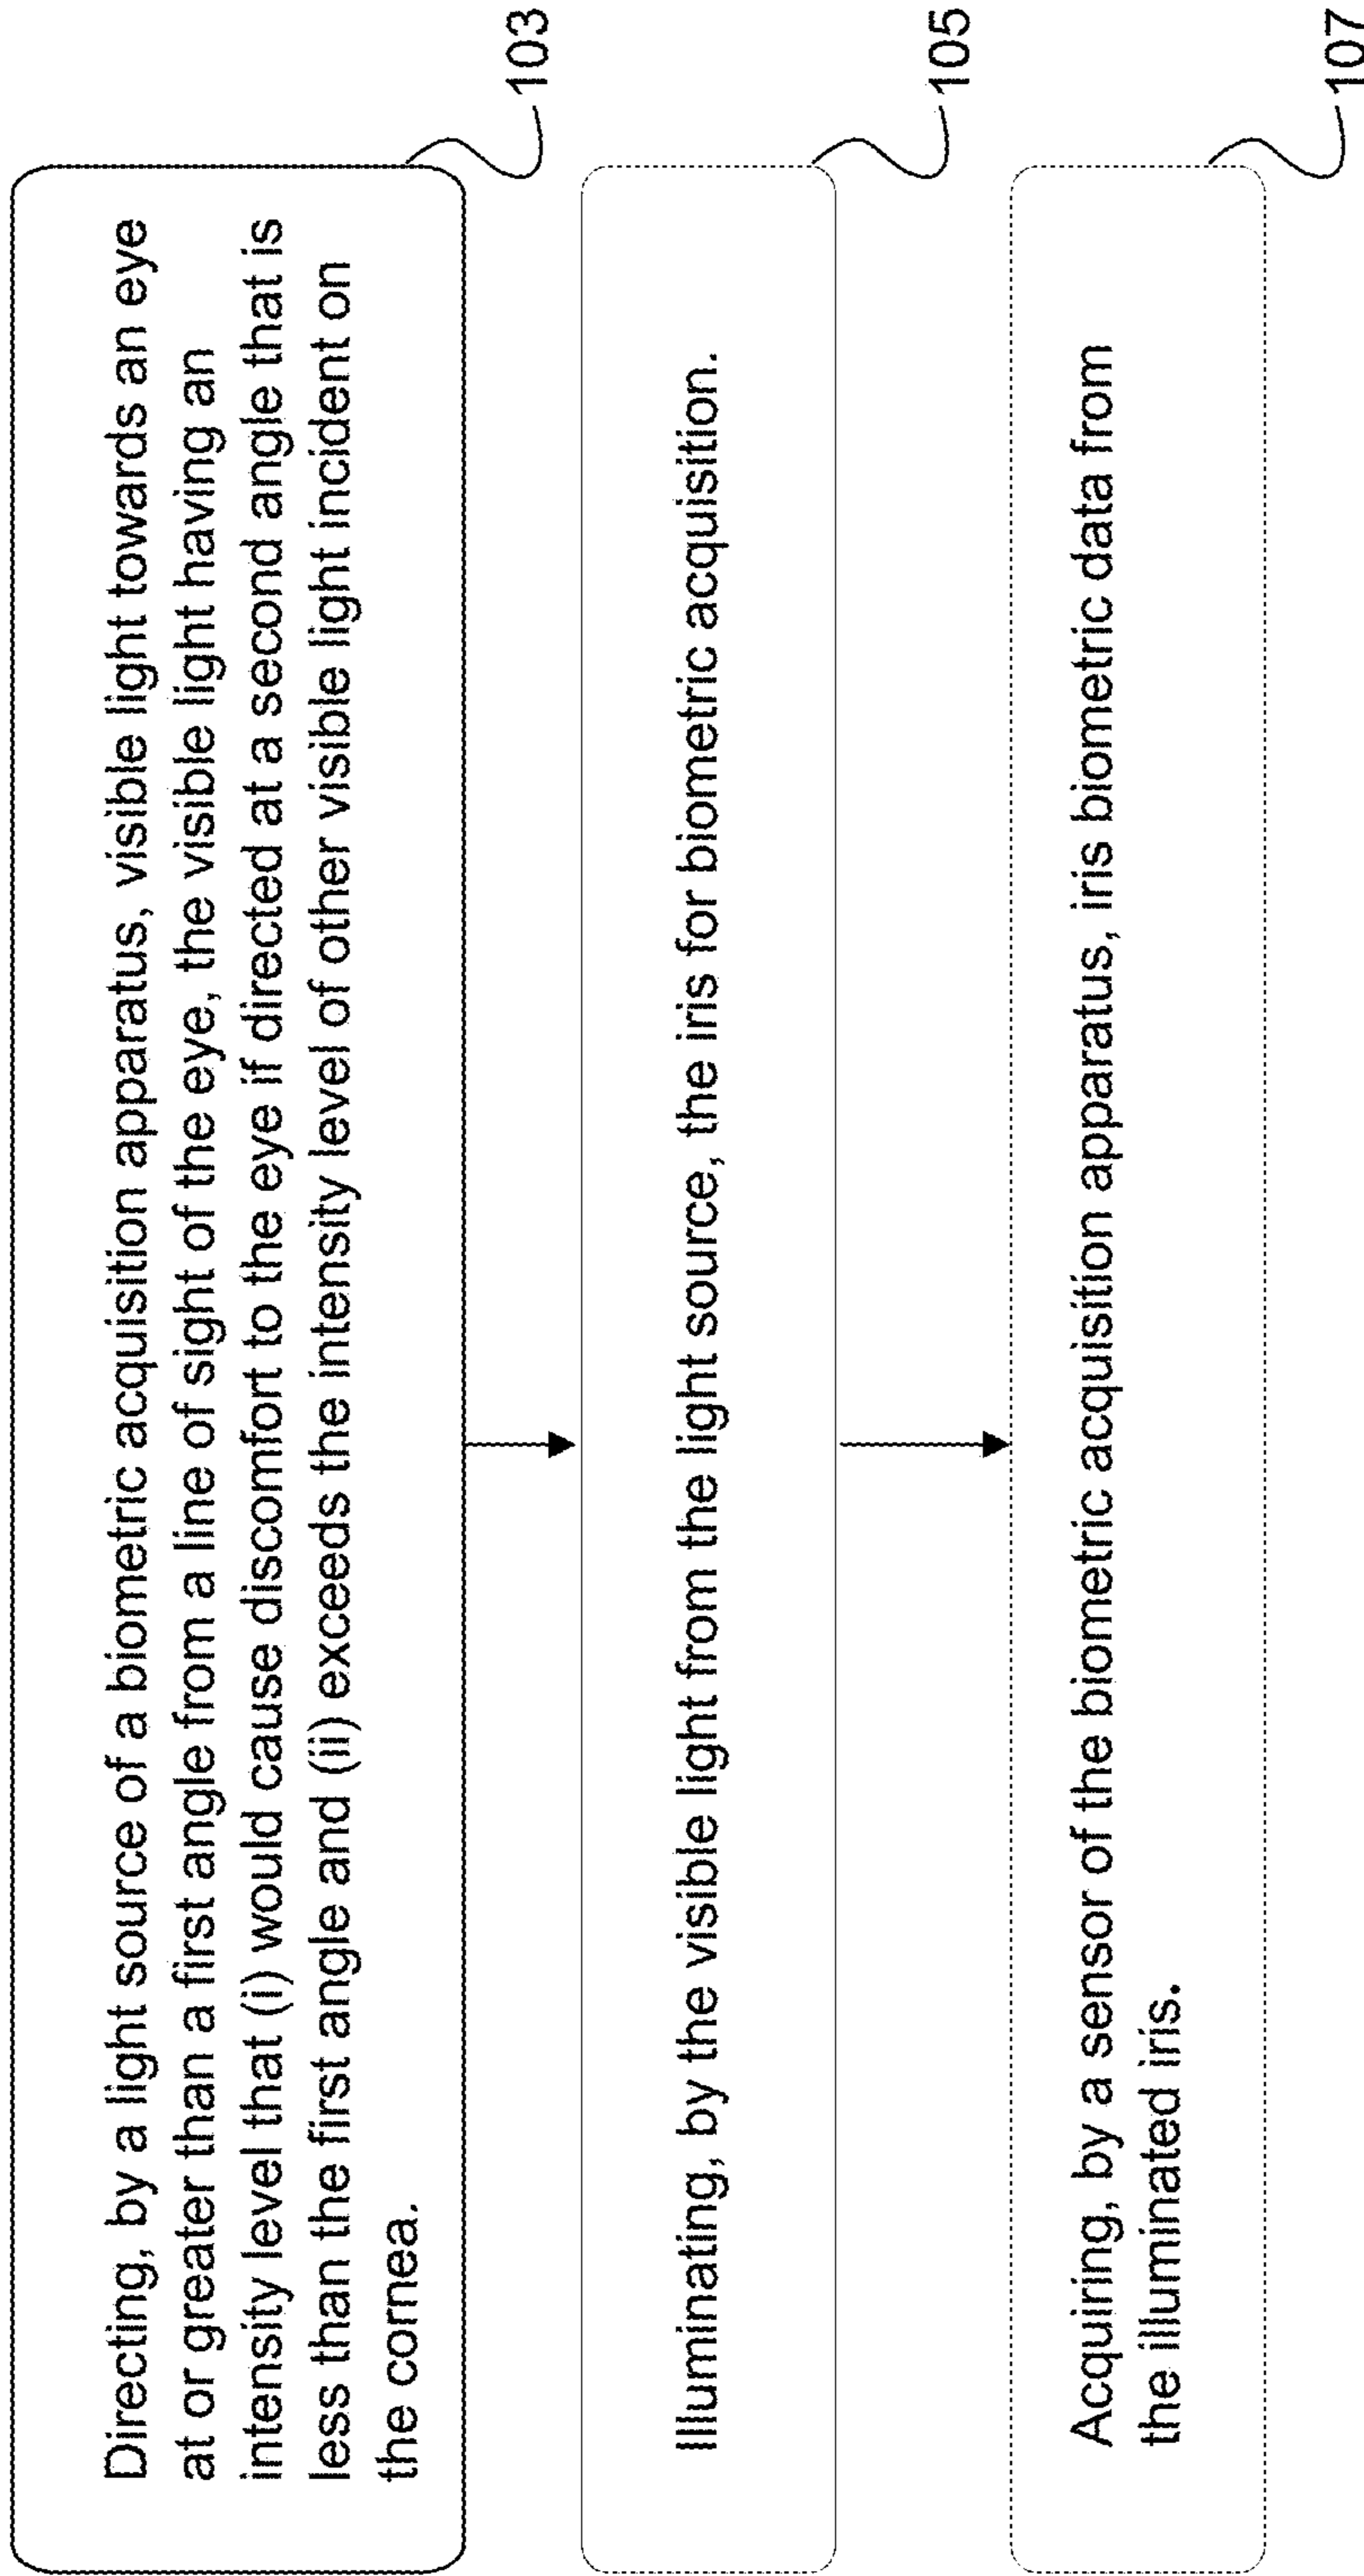 Directing, by a light source of a biometric acquisition apparatus, visible light towards an eye
at or greater than a first angle from a line of sight of the eye, the visible light having an
intensity level that (i) would cause discomfort to the eye if directed at a second angle that is
less than the first angle and (ii) exceeds the intensity level of other visible light incident on
the cornea.
103
Illuminating, by the visible light from the light source, the iris for biometric acquisition.
105
Acquiring, by a sensor of the biometric acquisition apparatus, iris biometric data from
the illuminated iris.
107